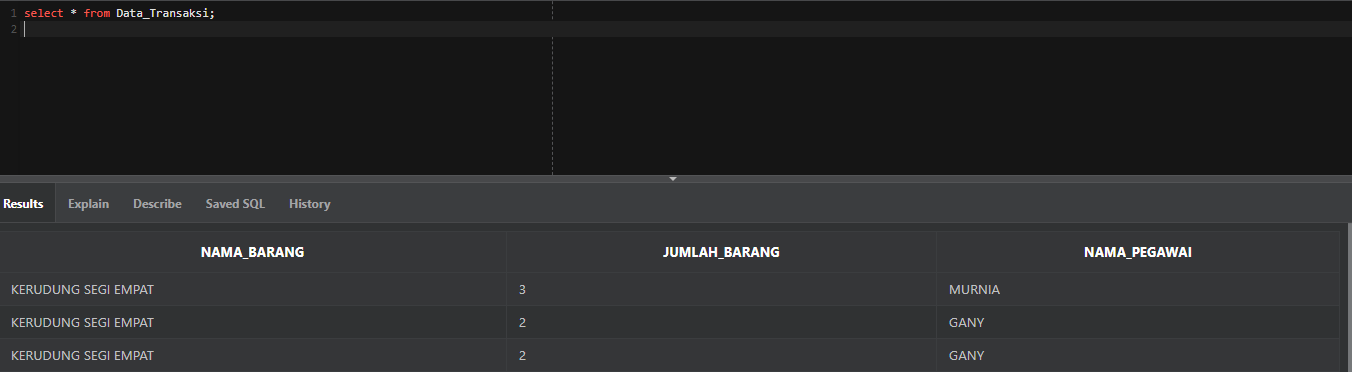 1 select * from Data_Transaksi;
2
Results Explain Describe Saved SQL History
NAMA_BARANG JUMLAH_BARANG NAMA_PEGAWAI
KERUDUNG SEGI EMPAT 3 MURNIA
KERUDUNG SEGI EMPAT 2 GANY
KERUDUNG SEGI EMPAT 2 GANY